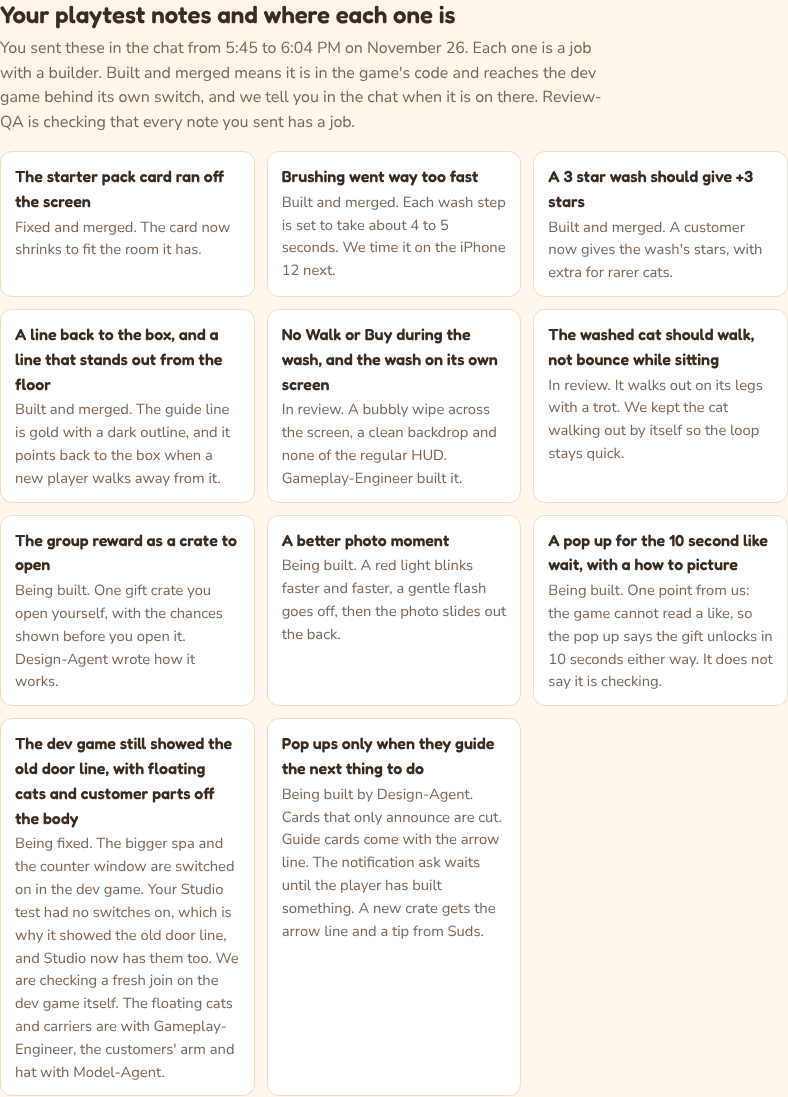 Your playtest notes and where each one is
You sent these in the chat from 5:45 to 6:04 PM on November 26. Each one is a job
with a builder. Built and merged means it is in the game's code and reaches the dev
game behind its own switch, and we tell you in the chat when it is on there. Review-
QA is checking that every note you sent has a job.
The starter pack card ran off
the screen
Fixed and merged. The card now
shrinks to fit the room it has.
Brushing went way too fast
Built and merged. Each wash step
is set to take about 4 to 5
seconds. We time it on the iPhone
12 next.
A 3 star wash should give +3
stars
Built and merged. A customer
now gives the wash's stars, with
extra for rarer cats.
A line back to the box, and a
line that stands out from the
floor
Built and merged. The guide line
is gold with a dark outline, and it
points back to the box when a
new player walks away from it.
No Walk or Buy during the
wash, and the wash on its own
screen
In review. A bubbly wipe across
the screen, a clean backdrop and
none of the regular HUD.
Gameplay-Engineer built it.
The washed cat should walk,
not bounce while sitting
In review. It walks out on its legs
with a trot. We kept the cat
walking out by itself so the loop
stays quick.
The group reward as a crate to
open
Being built. One gift crate you
open yourself, with the chances
shown before you open it.
Design-Agent wrote how it
works.
A better photo moment
Being built. A red light blinks
faster and faster, a gentle flash
goes off, then the photo slides out
the back.
A pop up for the 10 second like
wait, with a how to picture
Being built. One point from us:
the game cannot read a like, so
the pop up says the gift unlocks in
10 seconds either way. It does not
say it is checking.
The dev game still showed the
old door line, with floating
cats and customer parts off
the body
Being fixed. The bigger spa and
the counter window are switched
on in the dev game. Your Studio
test had no switches on, which is
why it showed the old door line,
and Studio now has them too. We
are checking a fresh join on the
dev game itself. The floating cats
and carriers are with Gameplay-
Engineer, the customers' arm and
hat with Model-Agent.
Pop ups only when they guide
the next thing to do
Being built by Design-Agent.
Cards that only announce are cut.
Guide cards come with the arrow
line. The notification ask waits
until the player has built
something. A new crate gets the
arrow line and a tip from Suds.